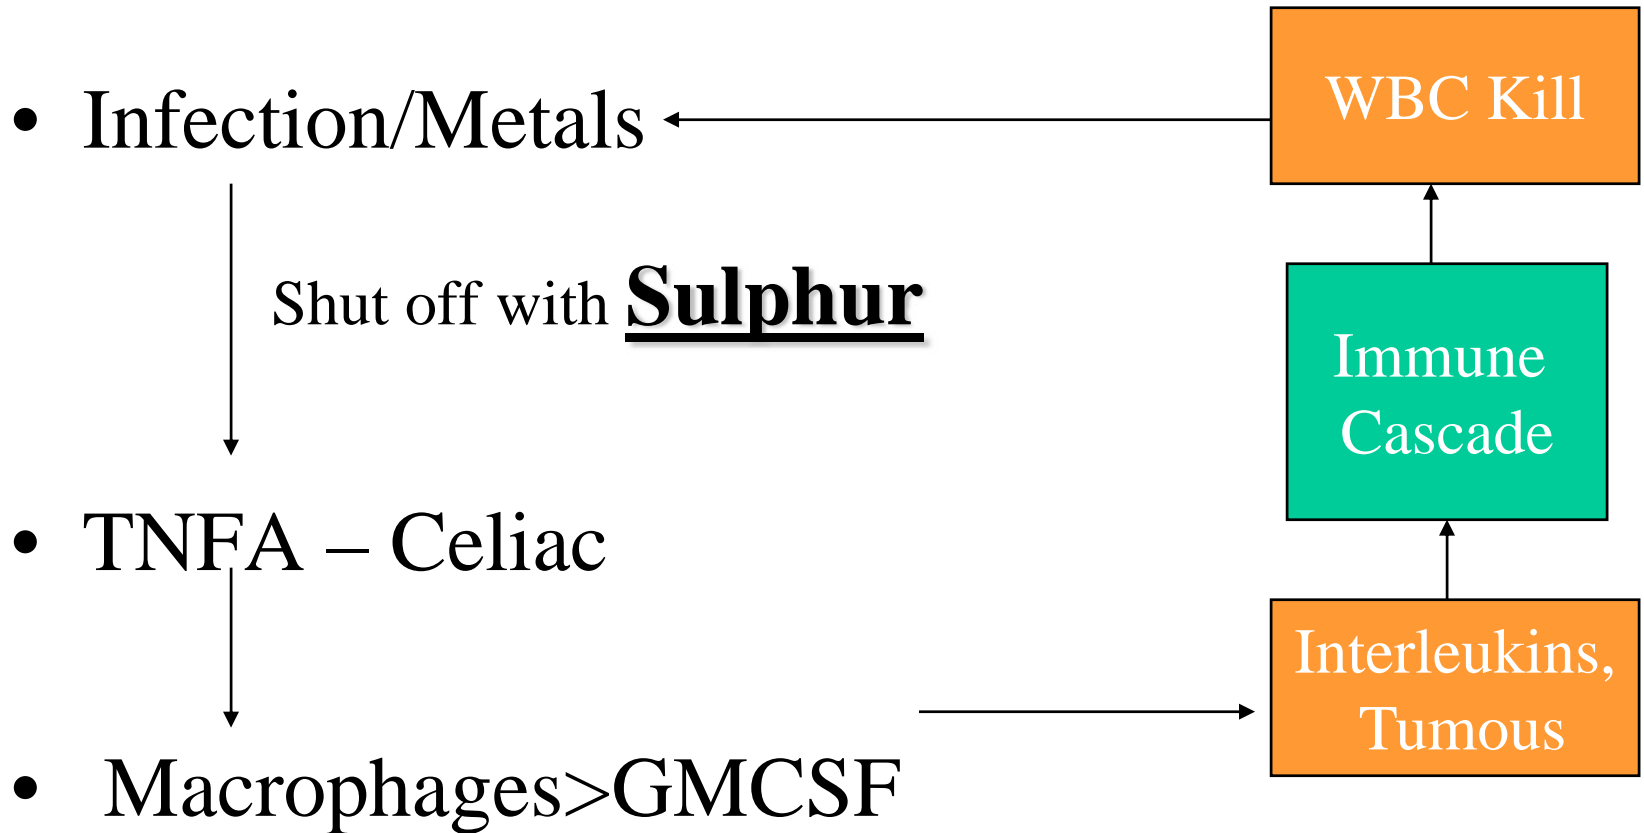 • Infection/Metals
Shut off with Sulphur
• TNFA – Celiac
• Macrophages>GMCSF
WBC Kill
Immune
Cascade
Interleukins,
Tumous